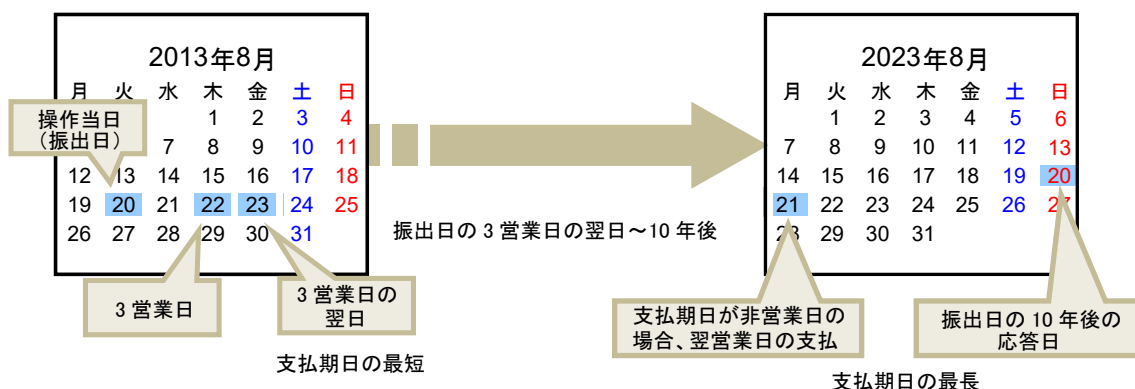 2013年8月
月 火 水 木 金 土 日
1 2 3 4
操作当日
（振出日）
7 8 9 10 11
12 13 14 15 16 17 18
19 20 21 22 23 24 25
26 27 28 29 30 31
3 営業日
3 営業日の
翌日
支払期日の最短
振出日の 3 営業日の翌日～10 年後
2023年8月
月 火 水 木 金 土 日
1 2 3 4 5 6
7 8 9 10 11 12 13
14 15 16 17 18 19 20
21 22 23 24 25 26 27
28 29 30 31
支払期日が非営業日の
場合、翌営業日の支払
振出日の 10 年後の
応答日
支払期日の最長